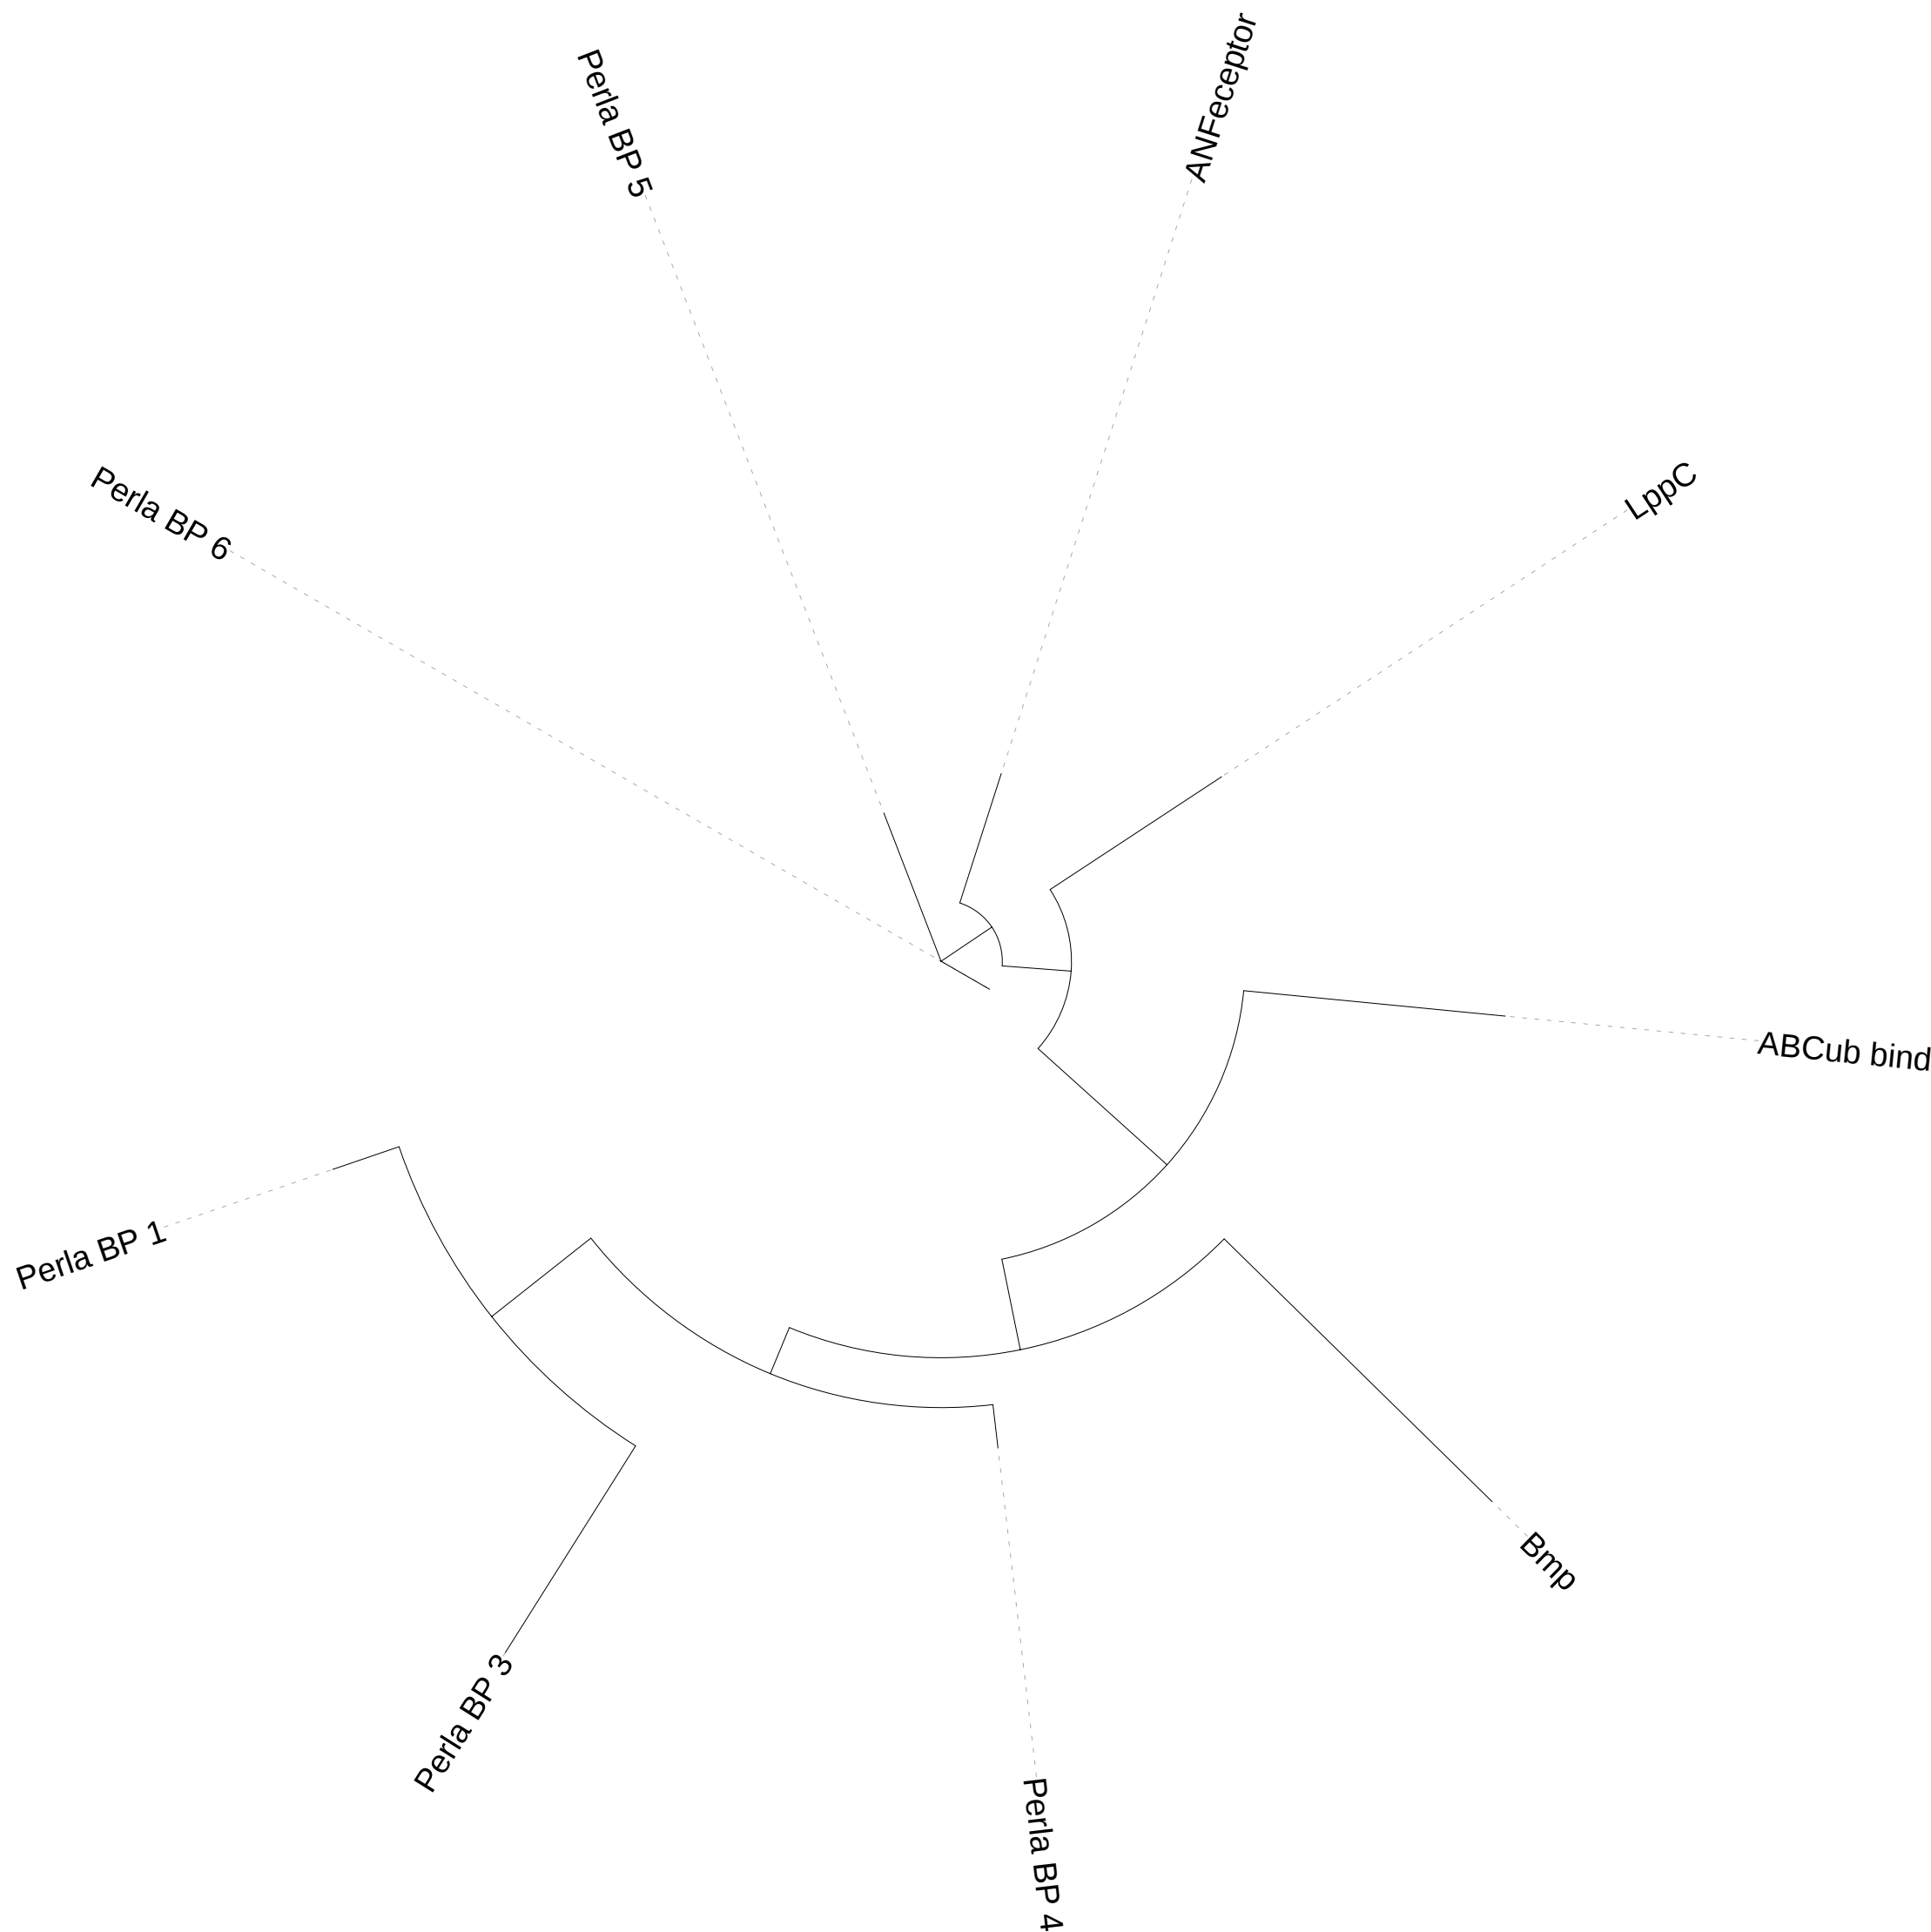 ANFeceptor
Perla BP 5
LppC
Perla BP 6
ABCub bind
Perla BP 1
Bmp
Perla BP 3
Perla BP 4